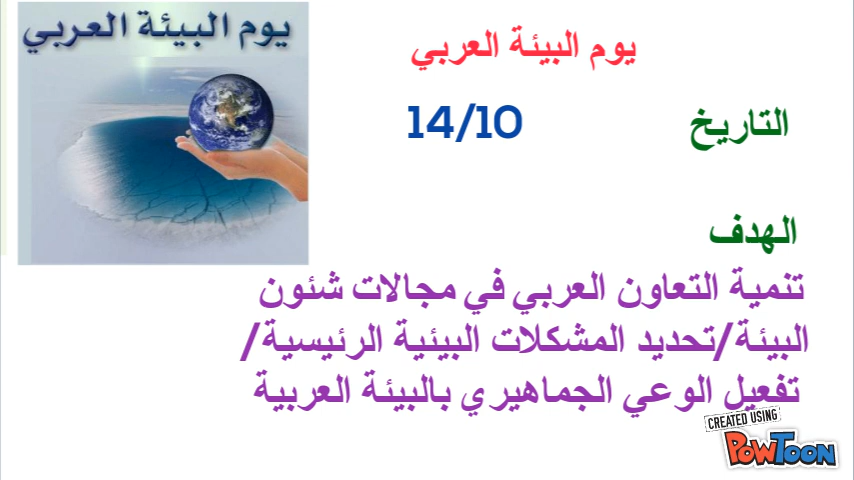 يوم البيئة العربي
يوم البيئة العربي
التاريخ 14/10
الهدف
تنمية التعاون العربي في مجالات شئون
البيئة/تحديد المشكلات البيئية الرئيسية/
تفعيل الوعي الجماهيري بالبيئة العربية
CREATED USING
POWTOON